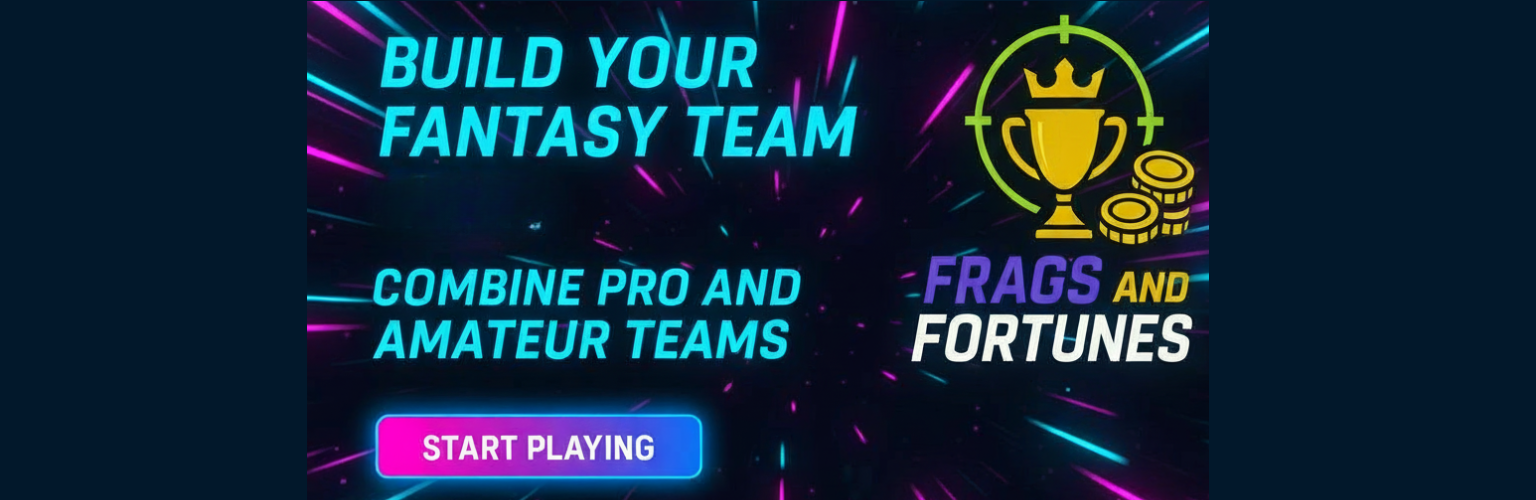 BUILD YOUR
FANTASY TEAM
COMBINE PRO AND
AMATEUR TEAMS
START PLAYING
FRAGS AND
FORTUNES